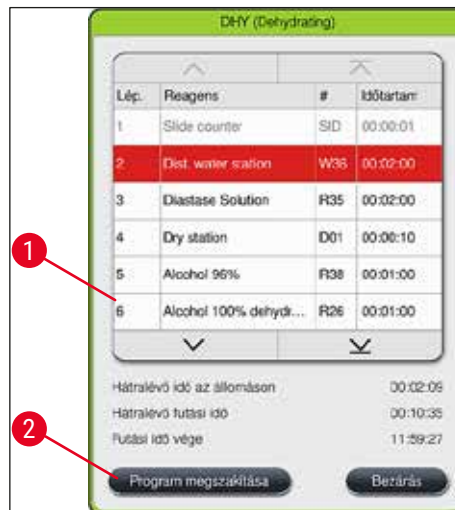 DHY (Dehydrating)
Lép. Reagens # Időtartam
1 Slide counter SID 00:00:01
2 Dist. water station W36 00:02:00
3 Diastase Solution R35 00:02:00
4 Dry station D01 00:00:10
1
5 Alcohol 96% R38 00:01:00
6 Alcohol 100% dehydr... R26 00:01:00
Hátralévő idő az állomáson 00:02:09
Hátralévő futási idő 00:10:35
2
Futási idő vége 11:59:27
Program megszakítása Bezárás